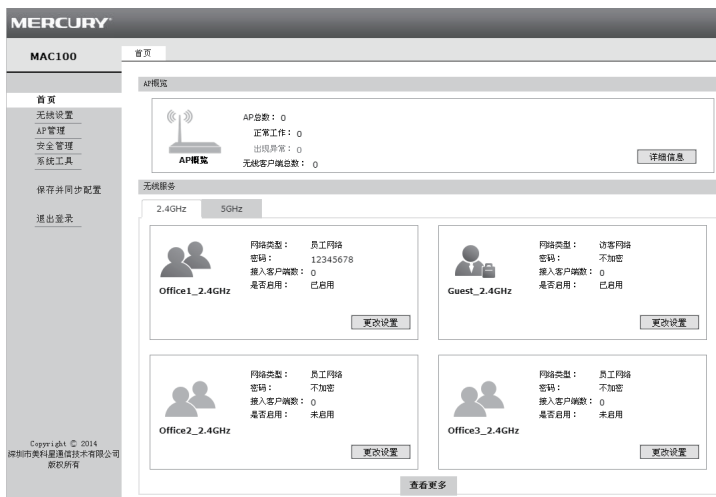 MERCURY
MAC100
首页
无线设置
AP管理
安全管理
系统工具
保存并同步配置
退出登录
Copyright © 2014
深圳市美科星通信技术有限公司
版权所有
首页
AP概览
AP概览
AP总数： 0
正常工作： 0
出现异常： 0
无线客户端总数： 0
详细信息
无线服务
2.4GHz 5GHz
Office1_2.4GHz
网络类型： 员工网络
密码： 12345678
接入客户端数： 0
是否启用： 已启用
更改设置
Guest_2.4GHz
网络类型： 访客网络
密码： 不加密
接入客户端数： 0
是否启用： 已启用
更改设置
Office2_2.4GHz
网络类型： 员工网络
密码： 不加密
接入客户端数： 0
是否启用： 未启用
更改设置
Office3_2.4GHz
网络类型： 员工网络
密码： 不加密
接入客户端数： 0
是否启用： 未启用
更改设置
查看更多